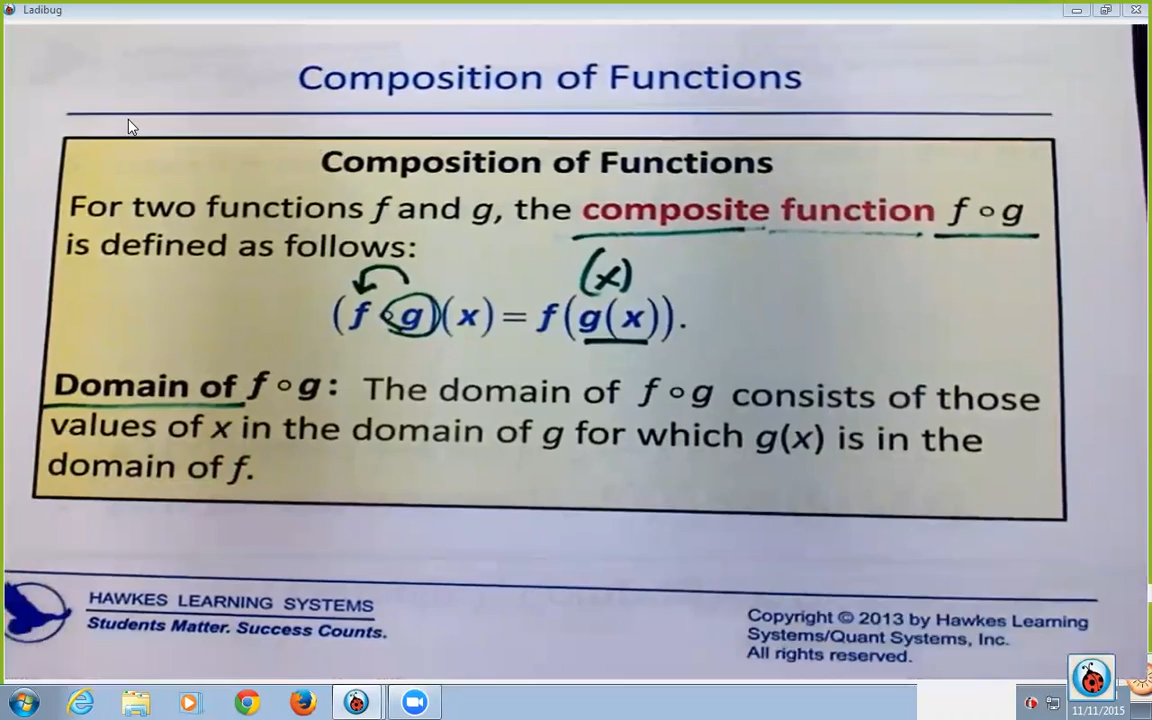 Ladibug
Composition of Functions
Composition of Functions
For two functions f and g, the composite function f ∘ g
is defined as follows:
(x)
(f ∘ g)(x) = f(g(x)).
Domain of f ∘ g: The domain of f ∘ g consists of those
values of x in the domain of g for which g(x) is in the
domain of f.
HAWKES LEARNING SYSTEMS
Students Matter. Success Counts.
Copyright © 2013 by Hawkes Learning
Systems/Quant Systems, Inc.
All rights reserved.
11/11/2015